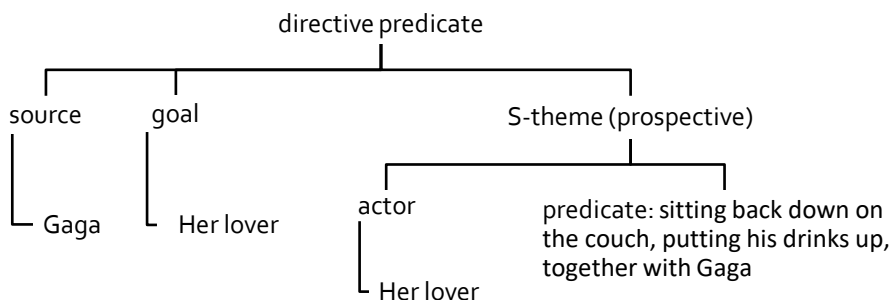 directive predicate
source
goal
S-theme (prospective)
Gaga
Her lover
actor
predicate: sitting back down on
the couch, putting his drinks up,
together with Gaga
Her lover